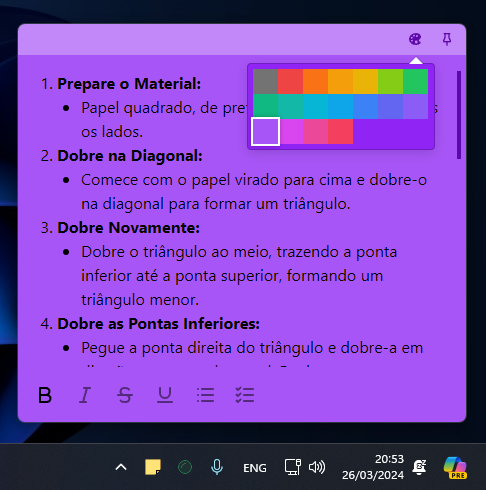 1. Prepare o Material:
• Papel quadrado, de
os lados.
2. Dobre na Diagonal:
• Comece com o papel virado para cima e dobre-o
na diagonal para formar um triângulo.
3. Dobre Novamente:
• Dobre o triângulo ao meio, trazendo a ponta
inferior até a ponta superior, formando um
triângulo menor.
4. Dobre as Pontas Inferiores:
• Pegue a ponta direita do triângulo e dobre-a em
B I S U
ENG
20:53
26/03/2024
PRE